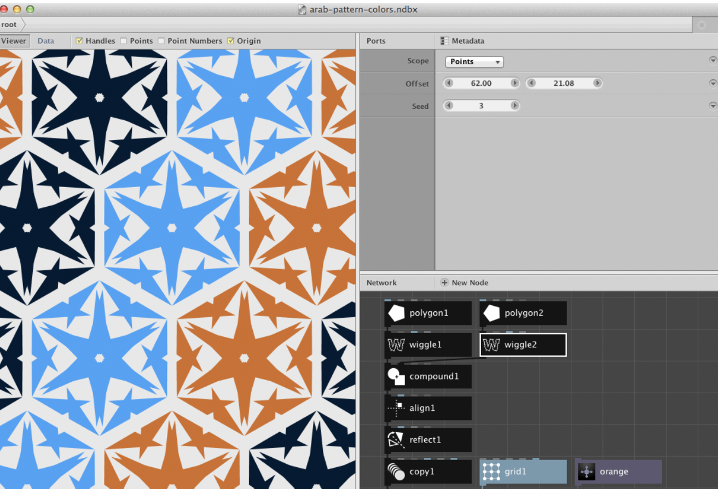 arab-pattern-colors.ndbx
root
Viewer Data Handles Points Point Numbers Origin
Ports Metadata
Scope Points
Offset 62.00 21.08
Seed 3
Network New Node
polygon1 polygon2
wiggle1 wiggle2
compound1
align1
reflect1
copy1 grid1 orange